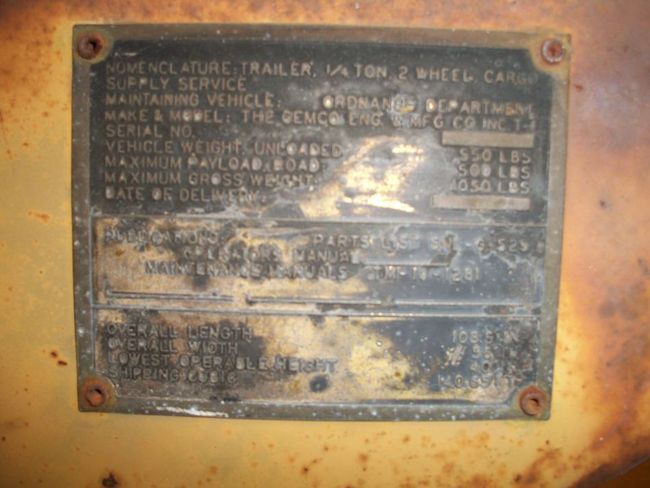 NOMENCLATURE: TRAILER, 1/4 TON, 2 WHEEL, CARGO
SUPPLY SERVICE
MAINTAINING VEHICLE: ORDNANCE DEPARTMENT
MAKE & MODEL: THE GEMCO ENG. & MFG CO INC T-
SERIAL NO.
VEHICLE WEIGHT, UNLOADED 550 LBS
MAXIMUM PAYLOAD, ROAD 500 LBS
MAXIMUM GROSS WEIGHT 1050 LBS
DATE OF DELIVERY
PUBLICATIONS: PARTS LIST
OPERATORS MANUAL
MAINTENANCE MANUALS
OVERALL LENGTH
OVERALL WIDTH
LOWEST OPERABLE HEIGHT
SHIPPING CUBIC